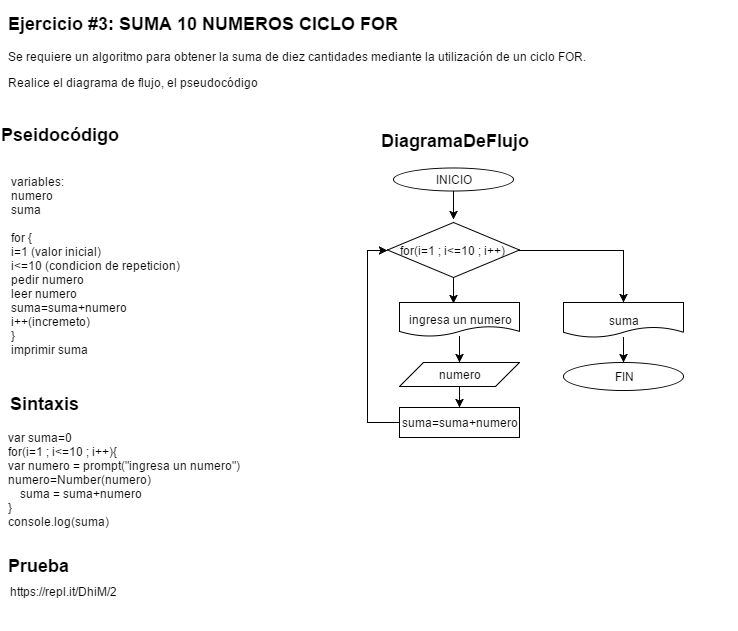 Ejercicio #3: SUMA 10 NUMEROS CICLO FOR
Se requiere un algoritmo para obtener la suma de diez cantidades mediante la utilización de un ciclo FOR.
Realice el diagrama de flujo, el pseudocódigo
Pseidocódigo
variables:
numero
suma
for {
i=1 (valor inicial)
i<=10 (condicion de repeticion)
pedir numero
leer numero
suma=suma+numero
i++(incremeto)
}
imprimir suma
Sintaxis
var suma=0
for(i=1 ; i<=10 ; i++){
var numero = prompt("ingresa un numero")
numero=Number(numero)
suma = suma+numero
}
console.log(suma)
Prueba
https://repl.it/DhiM/2
DiagramaDeFlujo
INICIO
for(i=1 ; i<=10 ; i++)
ingresa un numero
numero
suma=suma+numero
suma
FIN